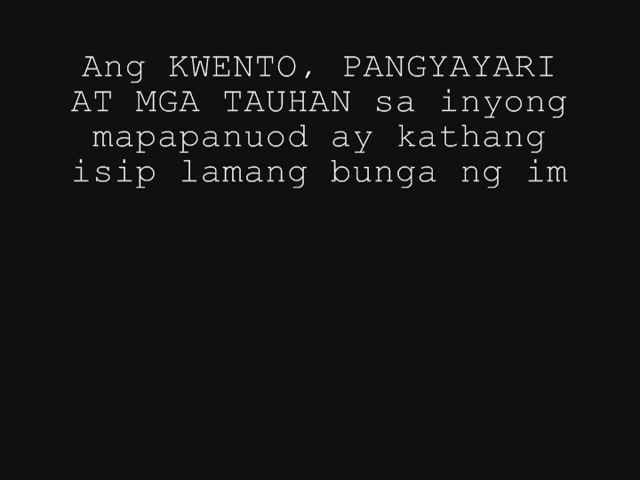 Ang KWENTO, PANGYAYARI
AT MGA TAUHAN sa inyong
mapapanuod ay kathang
isip lamang bunga ng im